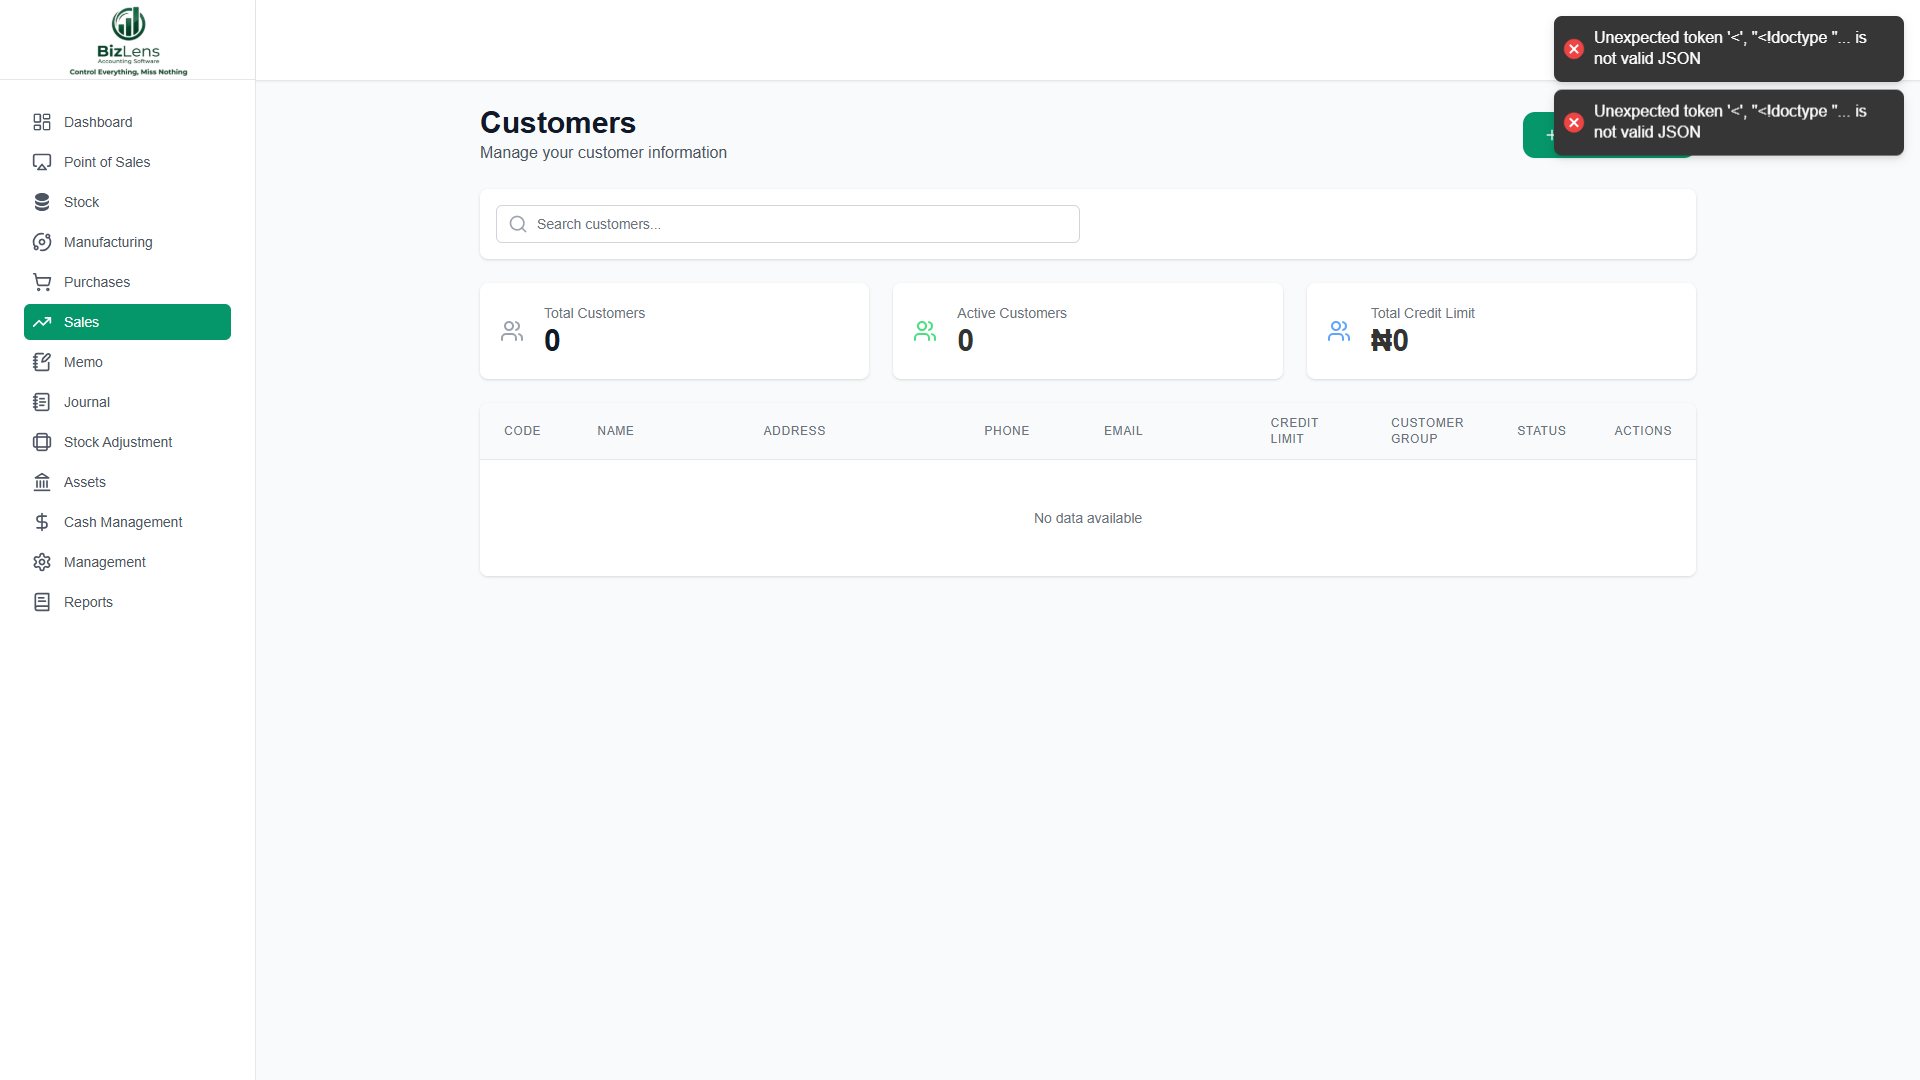 BizLens
Accounting Software
Control Everything, Miss Nothing
Dashboard
Point of Sales
Stock
Manufacturing
Purchases
Sales
Memo
Journal
Stock Adjustment
Assets
Cash Management
Management
Reports
Unexpected token '<', "<!doctype "... is
not valid JSON
Unexpected token '<', "<!doctype "... is
not valid JSON
Customers
Manage your customer information
+
Search customers...
Total Customers
0
Active Customers
0
Total Credit Limit
₦0
CODE NAME ADDRESS PHONE EMAIL CREDIT LIMIT CUSTOMER GROUP STATUS ACTIONS
No data available